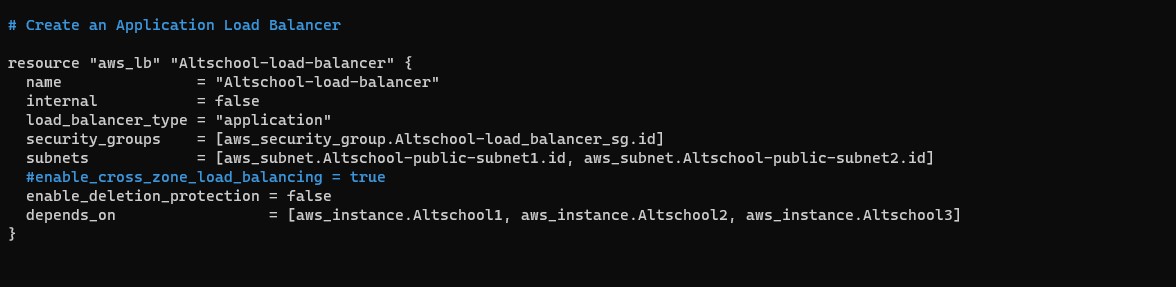 # Create an Application Load Balancer
resource "aws_lb" "Altschool-load-balancer" {
  name               = "Altschool-load-balancer"
  internal           = false
  load_balancer_type = "application"
  security_groups    = [aws_security_group.Altschool-load_balancer_sg.id]
  subnets            = [aws_subnet.Altschool-public-subnet1.id, aws_subnet.Altschool-public-subnet2.id]
  #enable_cross_zone_load_balancing = true
  enable_deletion_protection = false
  depends_on                 = [aws_instance.Altschool1, aws_instance.Altschool2, aws_instance.Altschool3]
}